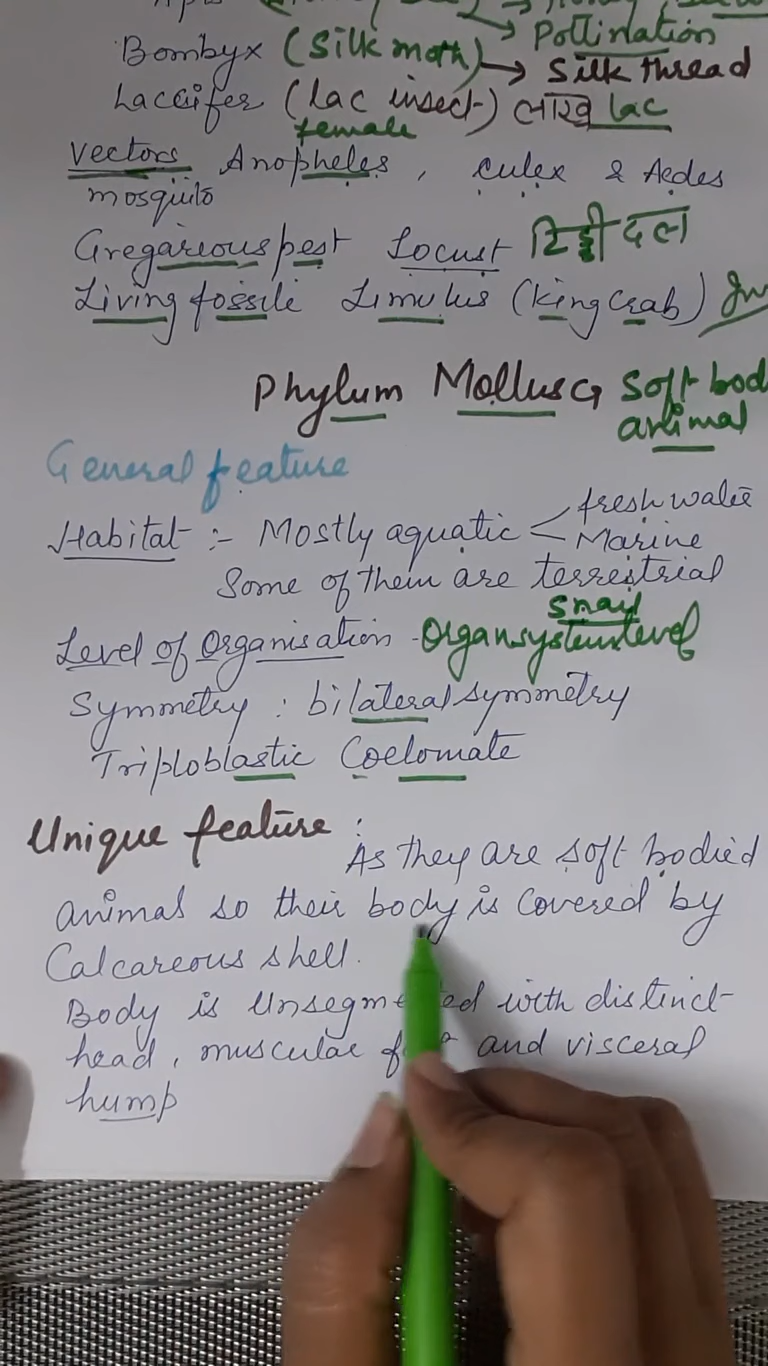 Pollination
Bombyx (Silk moth) → Silk thread
Laccifer (lac insect) लाख lac
female
Vectors Anopheles, Culex & Aedes
mosquito
Gregareous pest Locust टिड्डी दल
Living fossile Limulus (King Crab)
Phylum Mollusca Soft bod
animal
General feature
Habitat :- Mostly aquatic < fresh water
Marine
Some of them are terrestrial
snail
Level of Organisation - Organ system level
Symmetry : bilateral symmetry
Triploblastic Coelomate
Unique feature :
As they are soft bodied
animal so their body is covered by
Calcareous shell.
Body is Unsegmented with distinct
head, muscular foot and visceral
hump